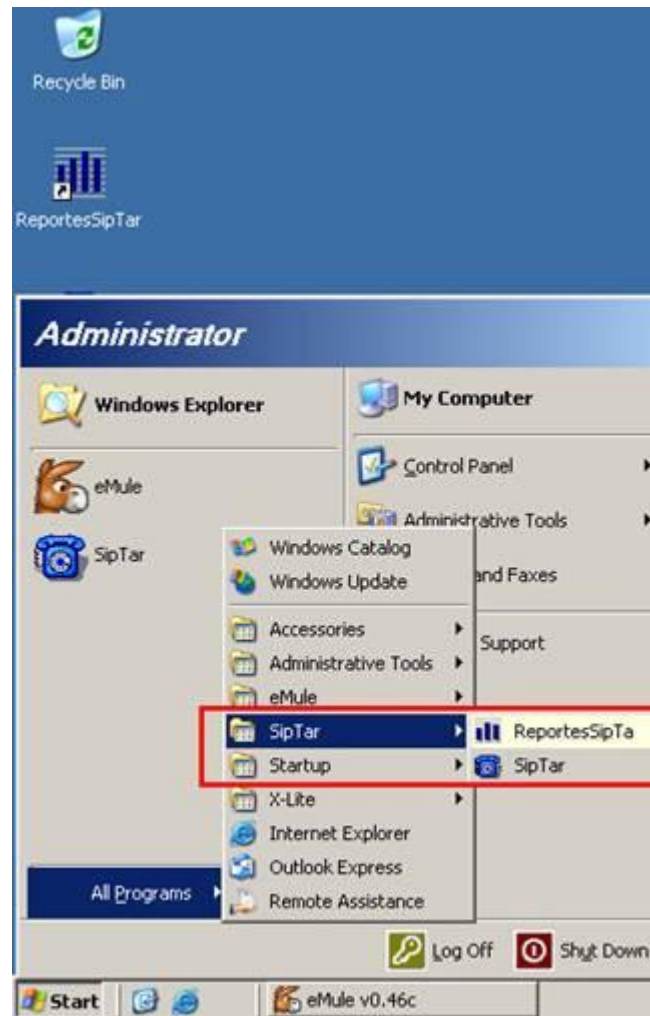 Recycle Bin
ReportesSipTar
Administrator
Windows Explorer
eMule
SipTar
My Computer
Control Panel
Administrative Tools
and Faxes
Support
Windows Catalog
Windows Update
Accessories
Administrative Tools
eMule
SipTar
Startup
X-Lite
Internet Explorer
Outlook Express
Remote Assistance
ReportesSipTa
SipTar
All Programs
Log Off
Shut Down
Start
eMule v0.46c